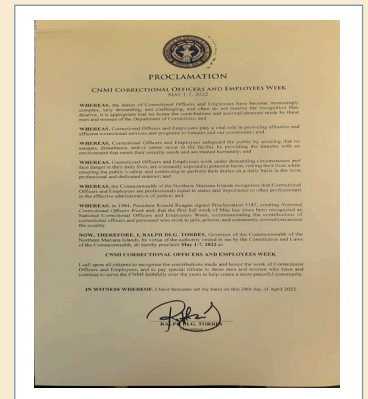 PROCLAMATION
CNMI CORRECTIONAL OFFICERS AND EMPLOYEES WEEK
MAY 1-7, 2022
WHEREAS, the duties of Correctional Officers and Employees have become increasingly
complex, very demanding, and challenging, and often do not receive the recognition they
deserve, it is appropriate that we honor the contributions and accomplishments made by these
men and women of the Department of Corrections; and
WHEREAS, Correctional Officers and Employees play a vital role in providing effective and
efficient correctional services and programs to inmates and our community; and
WHEREAS, Correctional Officers and Employees safeguard the public by ensuring that no
escapes, disturbance, and/or unrest occur in the facility by providing the inmates with an
environment that meets their security needs and are treated humanely; and
WHEREAS, Correctional Officers and Employees work under demanding circumstances and
face danger in their daily lives, are constantly exposed to potential harm, risking their lives while
ensuring the public's safety and continuing to perform their duties on a daily basis in the most
professional and dedicated manner; and
WHEREAS, the Commonwealth of the Northern Mariana Islands recognizes that Correctional
Officers and Employees are professionals equal in status and importance to other professionals
in the effective administration of justice; and
WHEREAS, in 1984, President Ronald Reagan signed Proclamation 5187, creating National
Correctional Officers Week and, that the first full week of May has since been recognized as
National Correctional Officers and Employees Week, commemorating the contributions of
correctional officers and personnel who work in jails, prisons, and community corrections across
the country.
NOW, THEREFORE, I, RALPH DLG. TORRES, Governor of the Commonwealth of the
Northern Mariana Islands, by virtue of the authority vested in me by the Constitution and Laws
of the Commonwealth, do hereby proclaim May 1-7, 2022 as
CNMI CORRECTIONAL OFFICERS AND EMPLOYEES WEEK
I call upon all citizens to recognize the contributions made and honor the work of Correctional
Officers and Employees, and to pay special tribute to these men and women who have and
continue to serve the CNMI faithfully over the years to help create a more peaceful community.
IN WITNESS WHEREOF, I have hereunto set my hand on this 28th day of April 2022.
RALPH DLG. TORRES